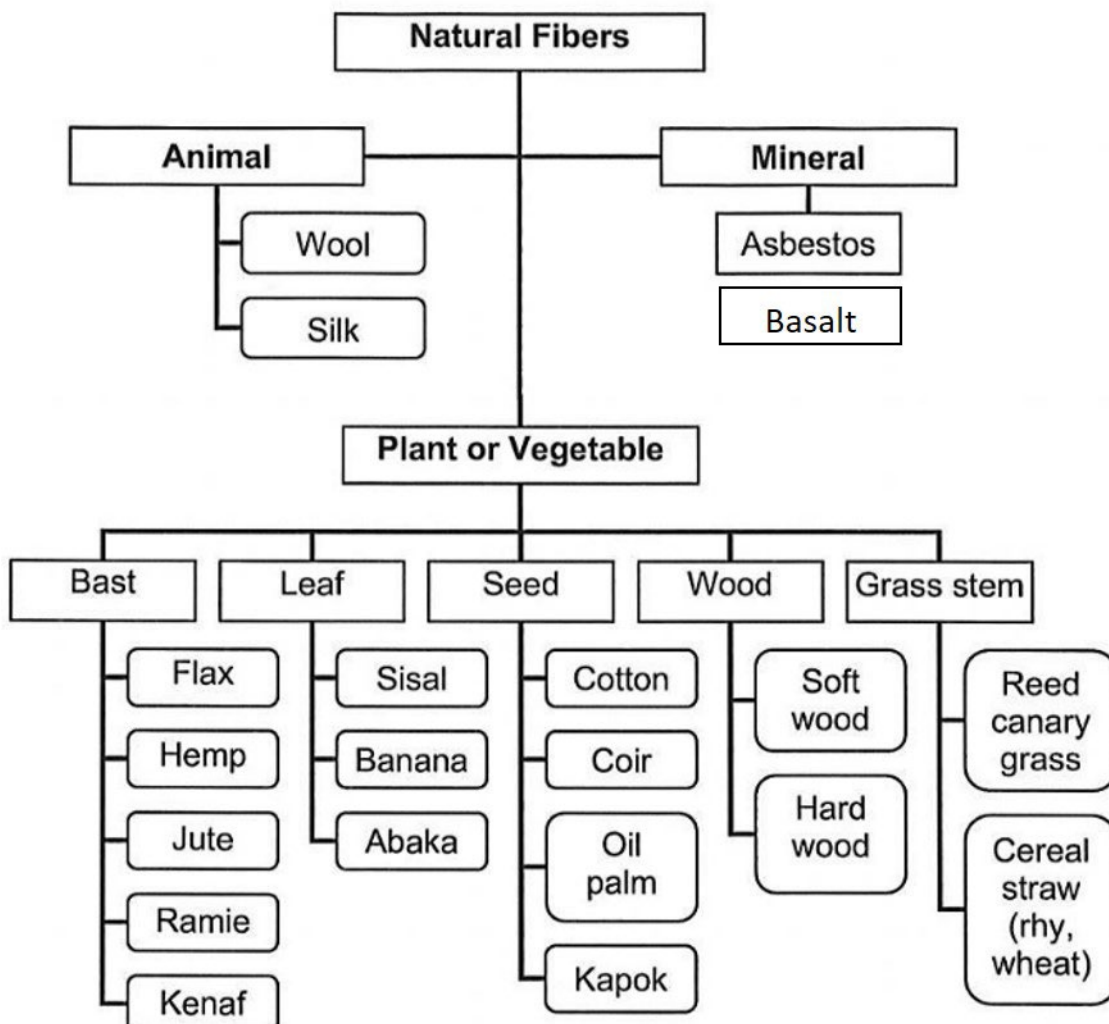 Natural Fibers
Animal
Mineral
Wool
Silk
Asbestos
Basalt
Plant or Vegetable
Bast
Leaf
Seed
Wood
Grass stem
Flax
Hemp
Jute
Ramie
Kenaf
Sisal
Banana
Abaka
Cotton
Coir
Oil
palm
Kapok
Soft
wood
Hard
wood
Reed
canary
grass
Cereal
straw
(rhy,
wheat)